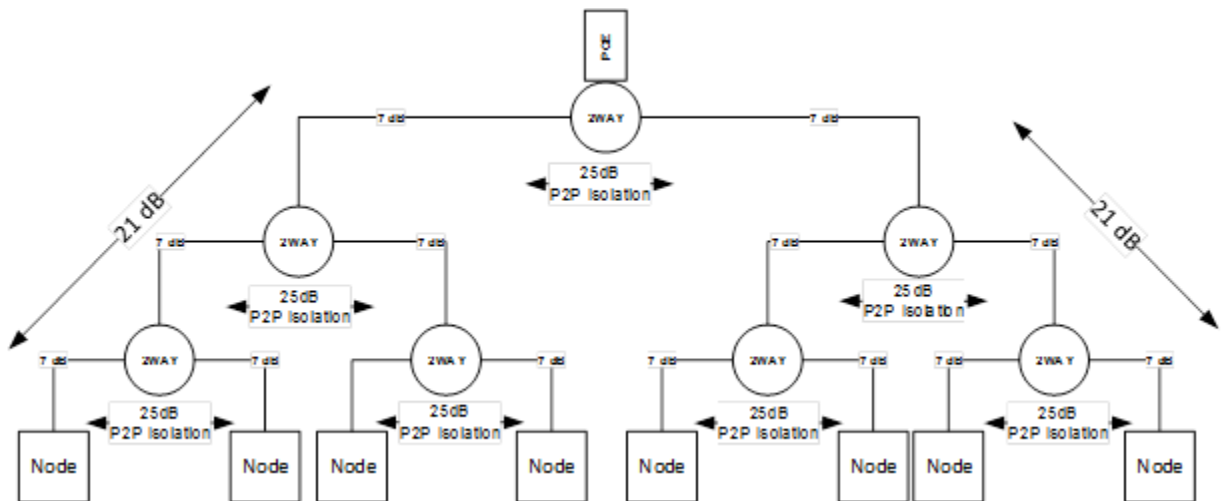 PoE
7 dB
2WAY
7 dB
25dB
P2P Isolation
21 dB
21 dB
7 dB
2WAY
7 dB
7 dB
2WAY
7 dB
25dB
P2P Isolation
25dB
P2P Isolation
7 dB
2WAY
7 dB
2WAY
7 dB
7 dB
2WAY
7 dB
7 dB
2WAY
7 dB
25dB
P2P Isolation
25dB
P2P Isolation
25dB
P2P Isolation
25dB
P2P Isolation
Node
Node
Node
Node
Node
Node
Node
Node